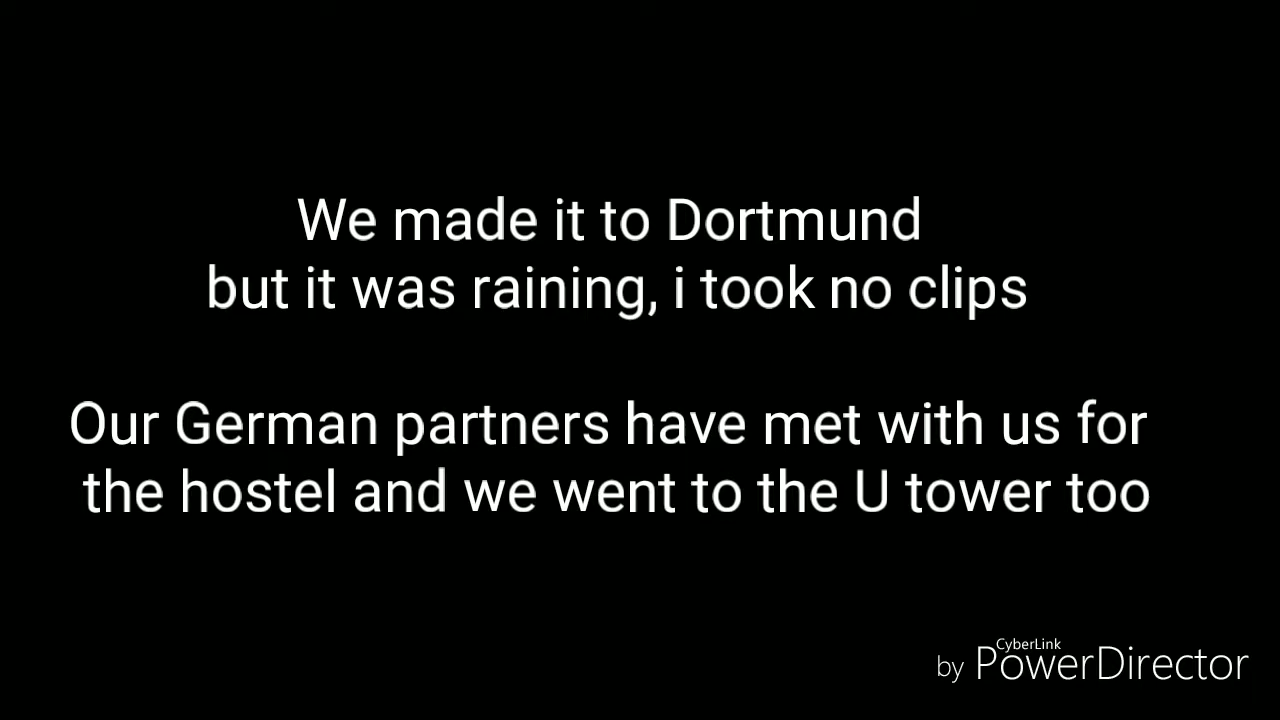 We made it to Dortmund
but it was raining, i took no clips
Our German partners have met with us for
the hostel and we went to the U tower too
CyberLink
by PowerDirector